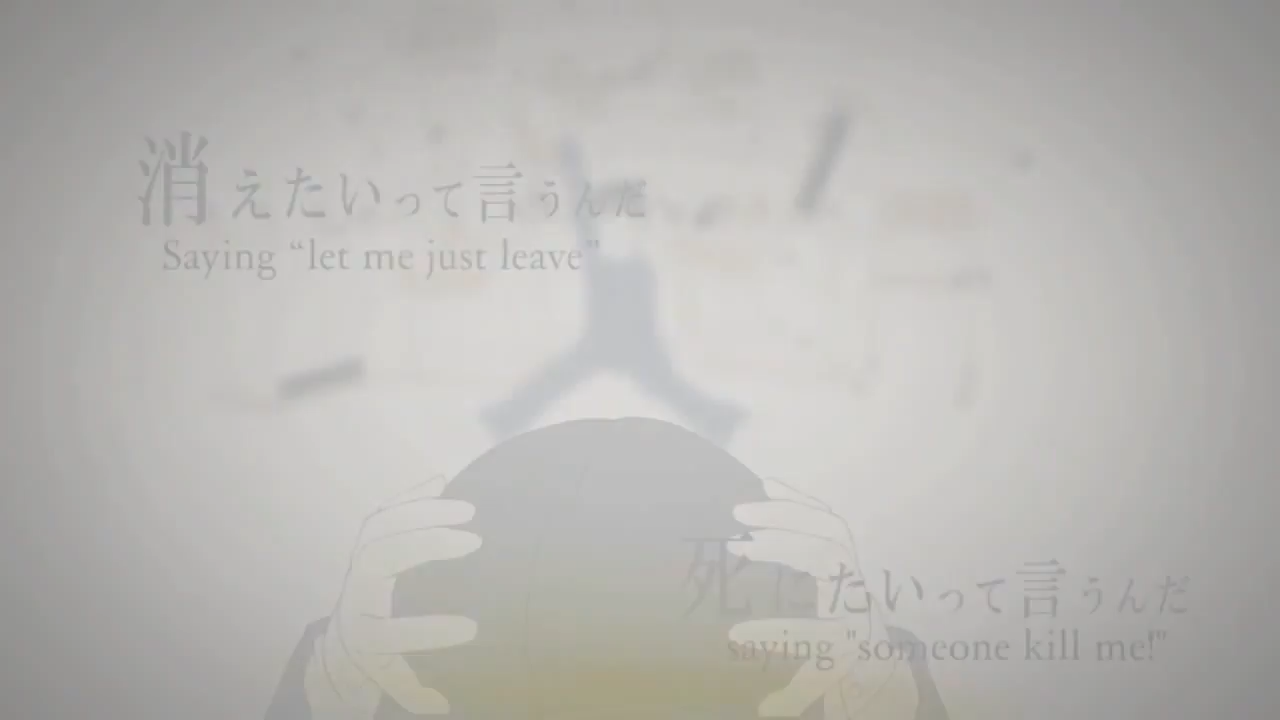 消えたいって言うんだ
Saying “let me just leave”
死にたいって言うんだ
saying "someone kill me!"